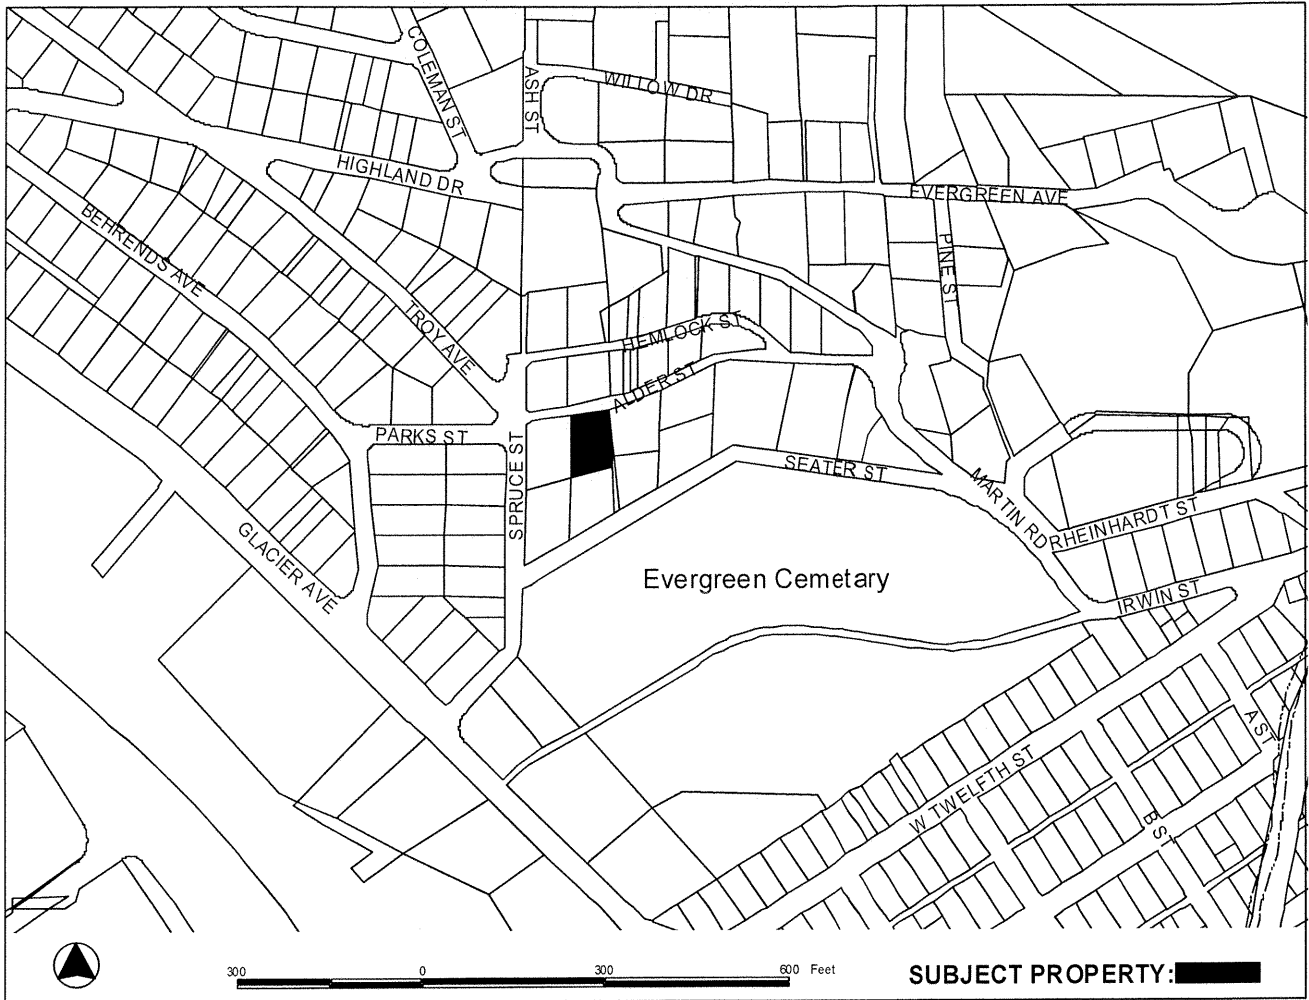 COLEMAN ST
ASH ST
WILLOW DR
HIGHLAND DR
EVERGREEN AVE
BEHRENDS AVE
PINE ST
TROY AVE
HEMLOCK ST
ALDER ST
PARKS ST
SPRUCE ST
SEATER ST
MARTIN RD
RHEINHARDT ST
GLACIER AVE
Evergreen Cemetary
IRWIN ST
A ST
W TWELFTH ST
B ST
300 0 300 600 Feet
SUBJECT PROPERTY: